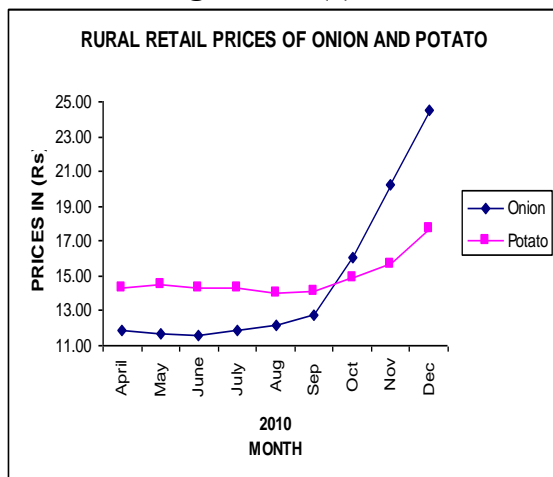 RURAL RETAIL PRICES OF ONION AND POTATO
PRICES IN (Rs)
25.00
23.00
21.00
19.00
17.00
15.00
13.00
11.00
April
May
June
July
Aug
Sep
Oct
Nov
Dec
2010
MONTH
Onion
Potato